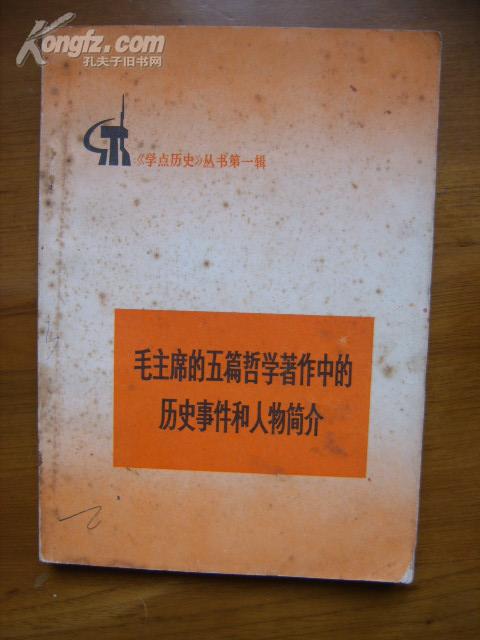 Kongfz.com
孔夫子旧书网
《学点历史》丛书第一辑
毛主席的五篇哲学著作中的
历史事件和人物简介